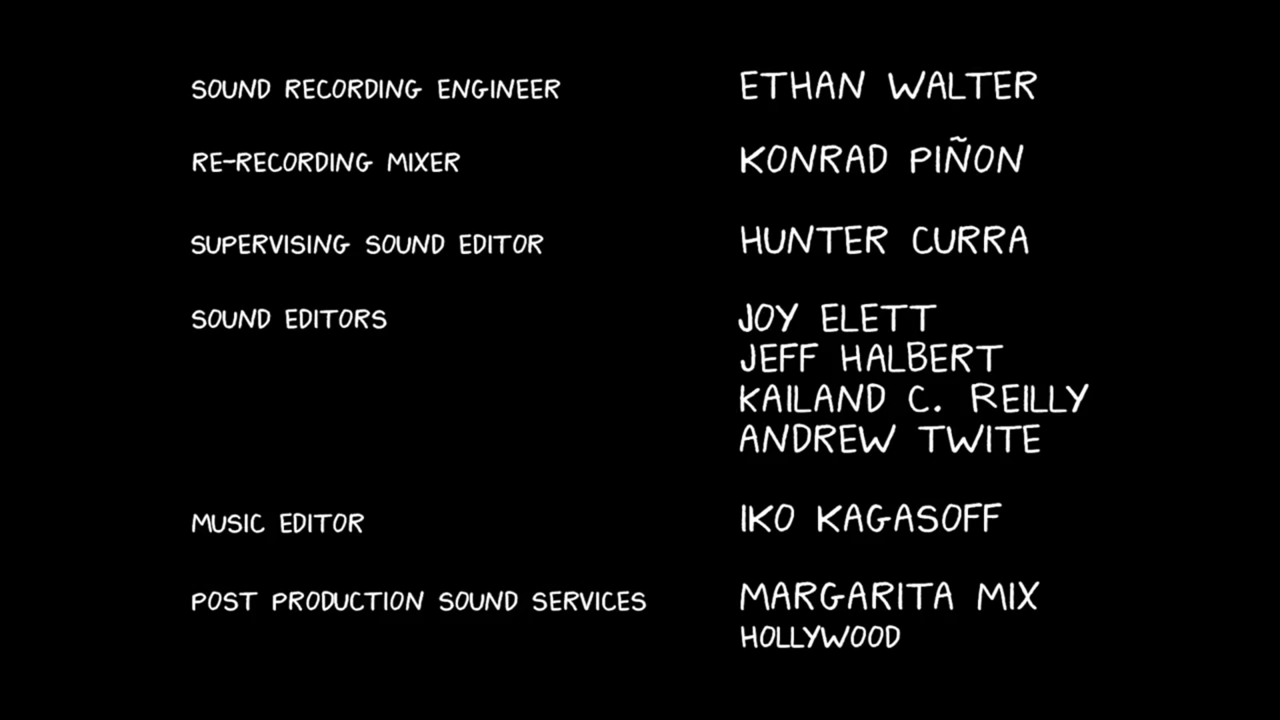 SOUND RECORDING ENGINEER ETHAN WALTER
RE-RECORDING MIXER KONRAD PIÑON
SUPERVISING SOUND EDITOR HUNTER CURRA
SOUND EDITORS JOY ELETT
JEFF HALBERT
KAILAND C. REILLY
ANDREW TWITE
MUSIC EDITOR IKO KAGASOFF
POST PRODUCTION SOUND SERVICES MARGARITA MIX
HOLLYWOOD